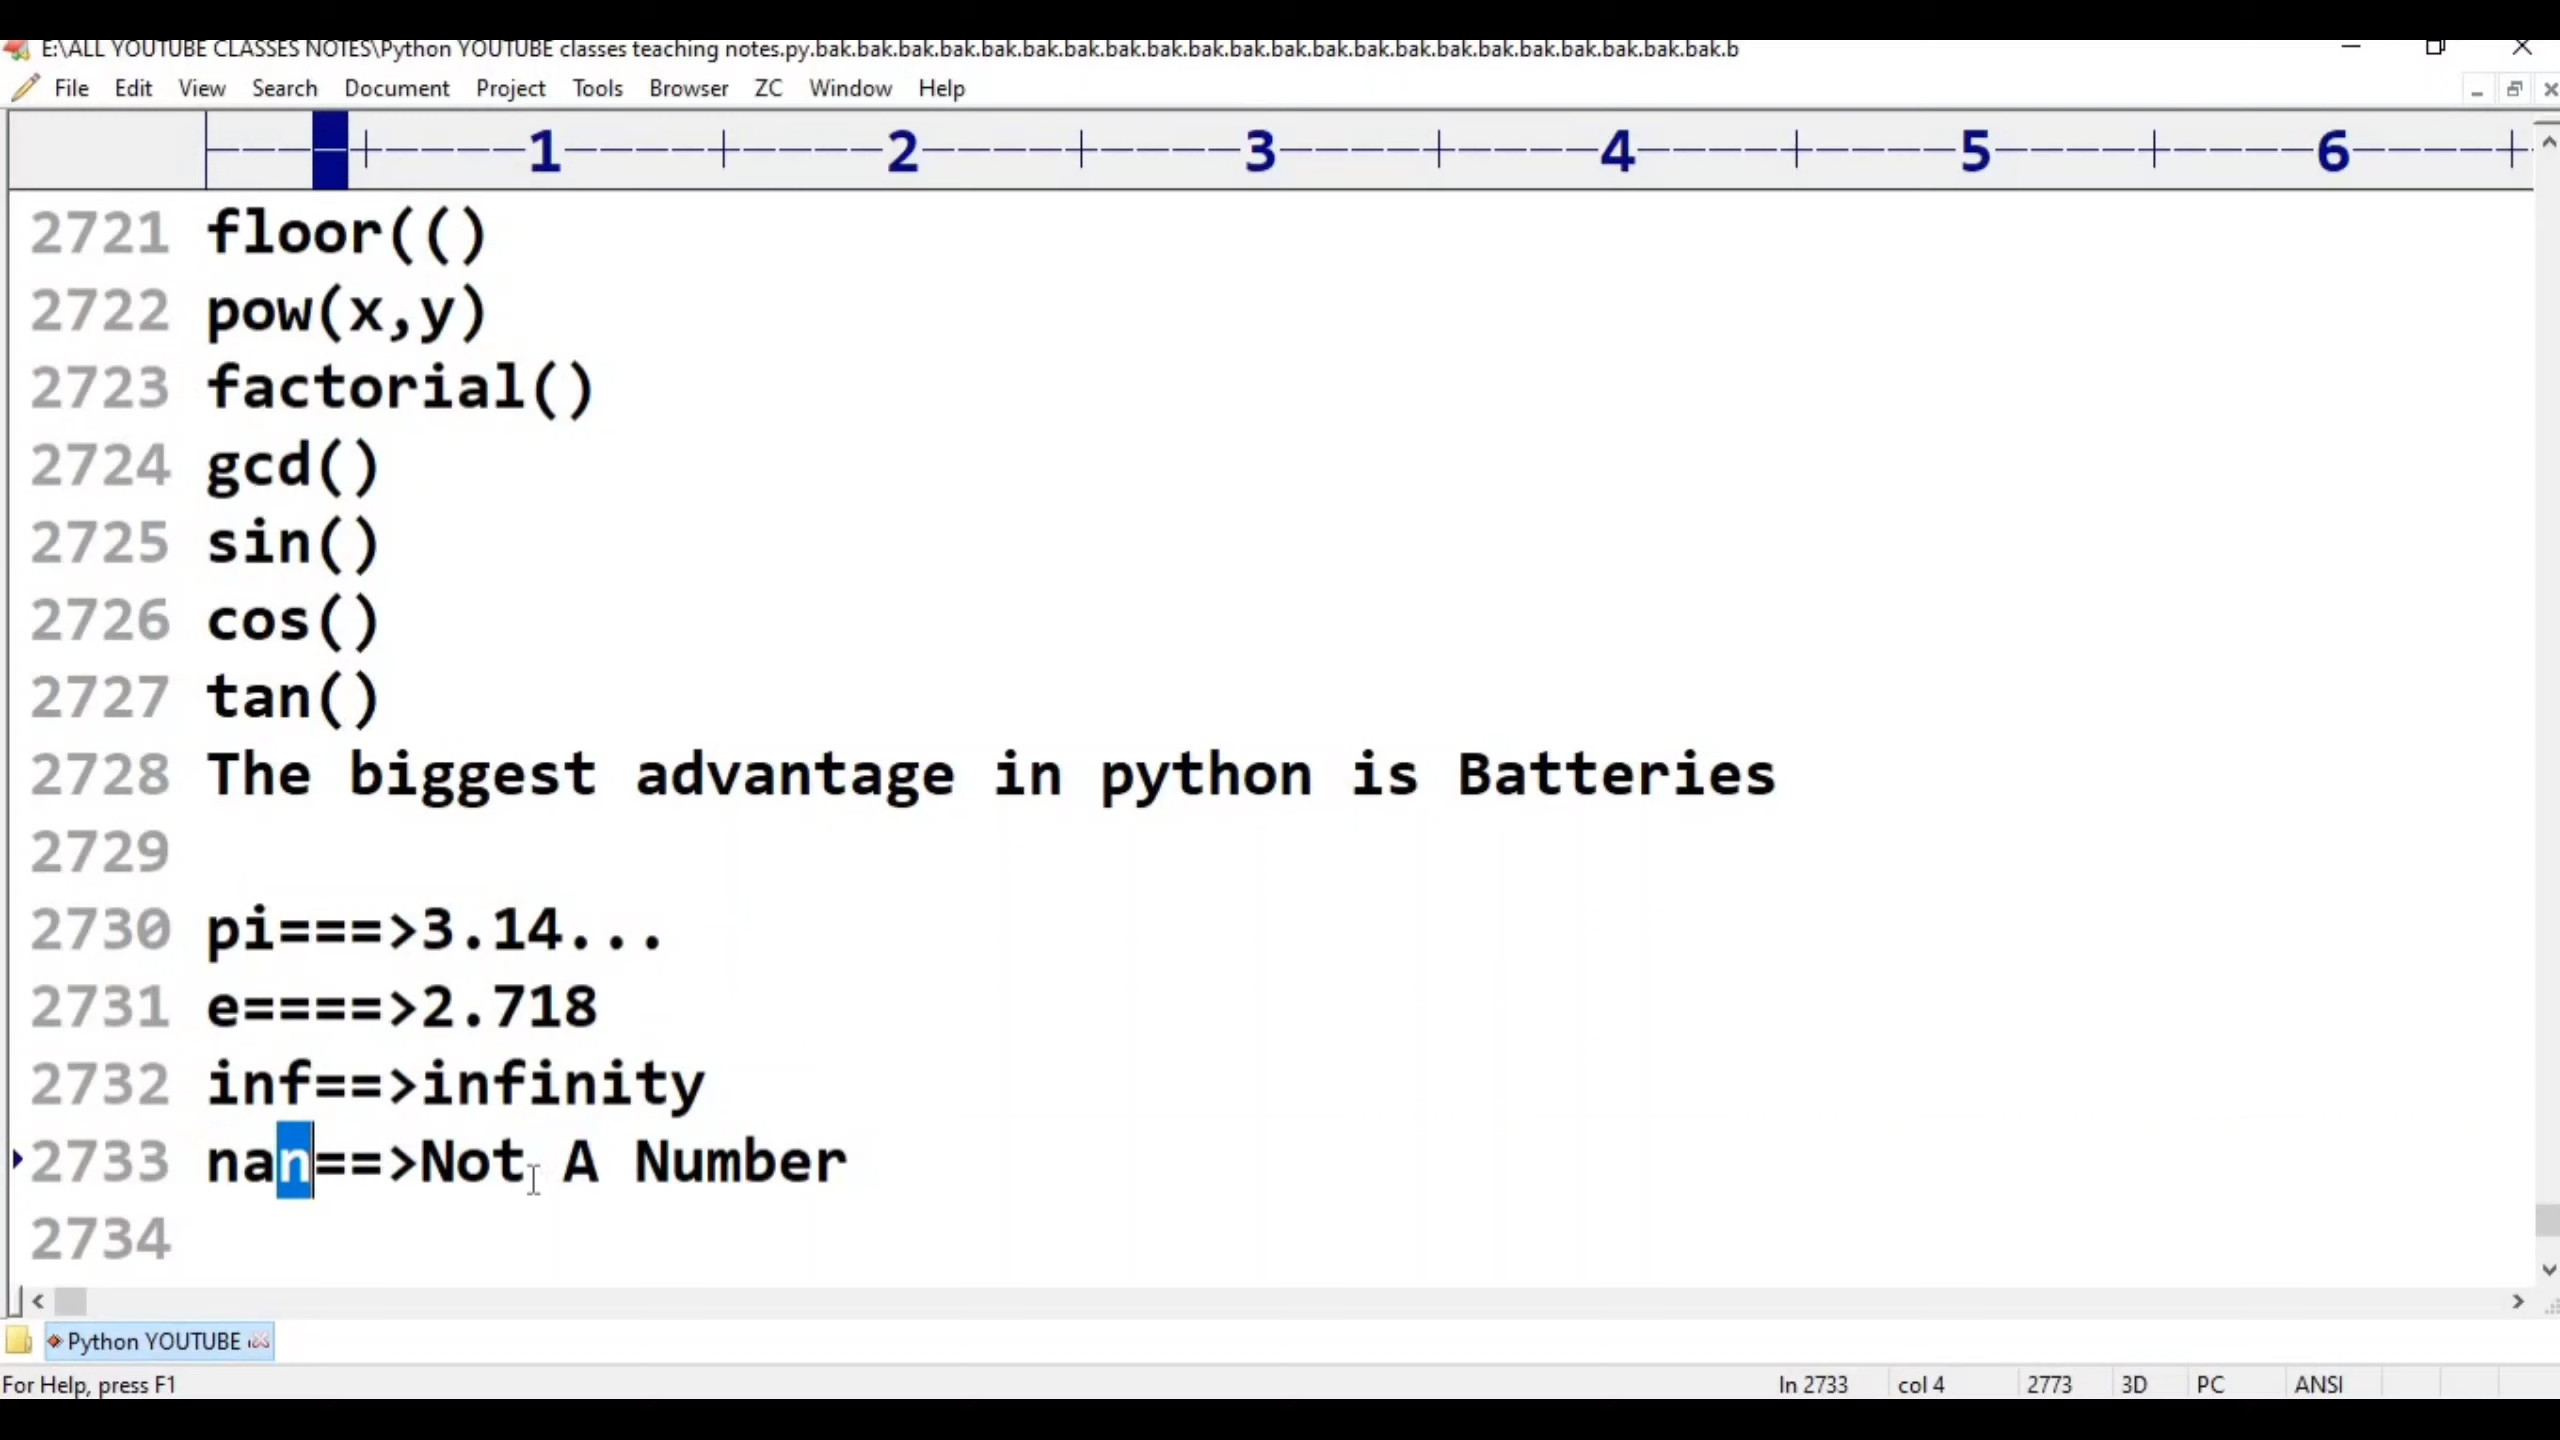 E:\ALL YOUTUBE CLASSES NOTES\Python YOUTUBE classes teaching notes.py.bak.bak.bak.bak.bak.bak.bak.bak.bak.bak.bak.bak.bak.bak.bak.bak.bak.bak.bak.bak.bak.bak.b
File Edit View Search Document Project Tools Browser ZC Window Help
1 2 3 4 5 6
2721 floor(()
2722 pow(x,y)
2723 factorial()
2724 gcd()
2725 sin()
2726 cos()
2727 tan()
2728 The biggest advantage in python is Batteries
2729
2730 pi===>3.14...
2731 e====>2.718
2732 inf==>infinity
2733 nan==>Not A Number
2734
Python YOUTUBE
For Help, press F1 ln 2733 col 4 2773 3D PC ANSI